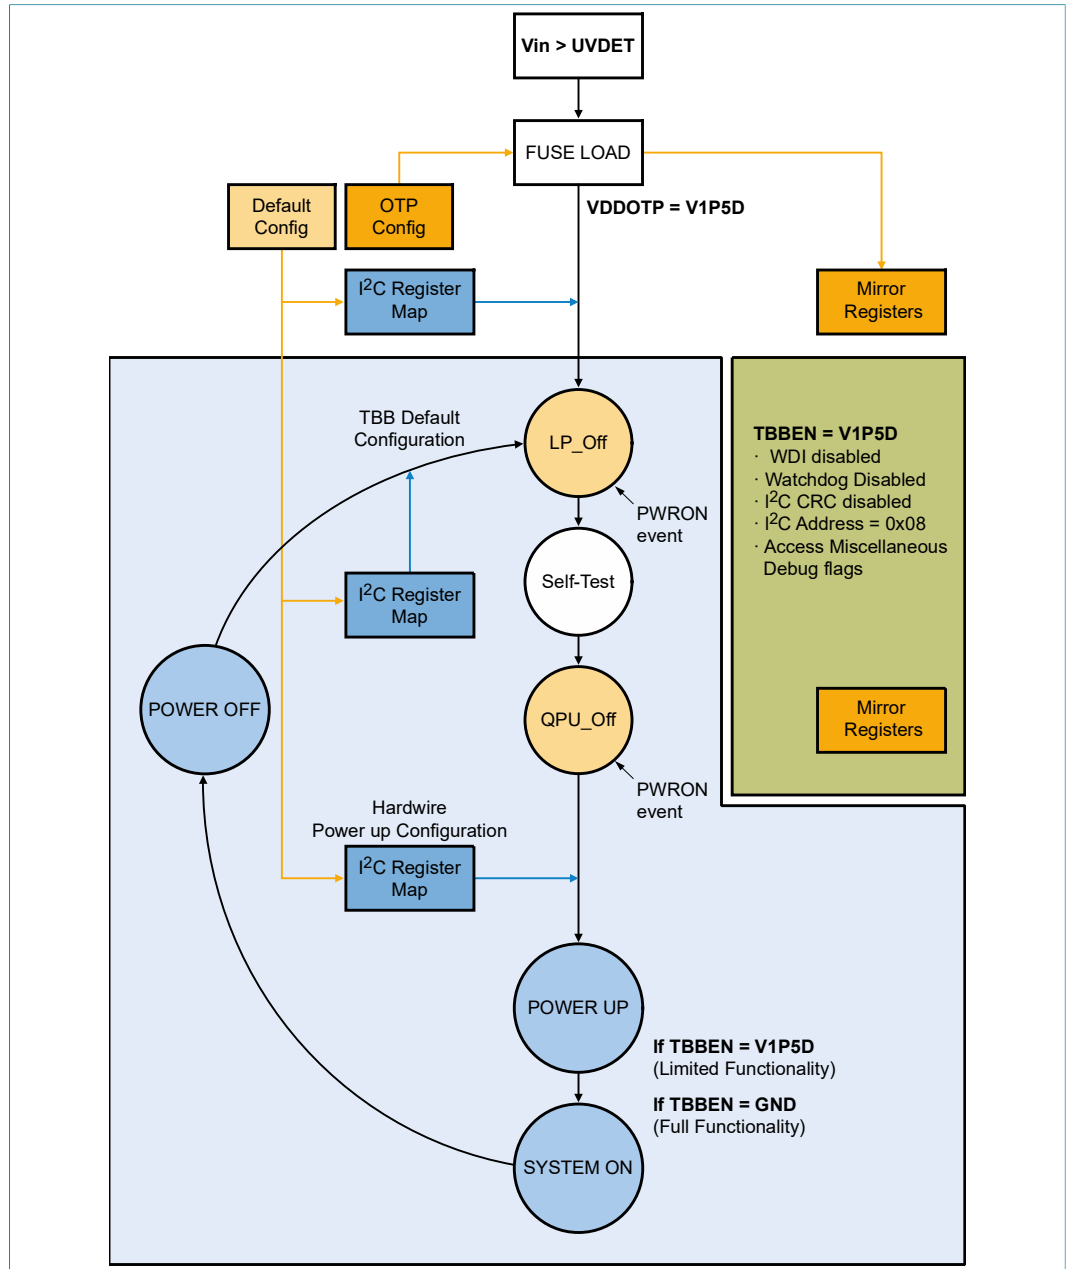 Vin > UVDET
FUSE LOAD
VDDOTP = V1P5D
Default
Config
OTP
Config
I2C Register
Map
Mirror
Registers
TBB Default
Configuration
LP_Off
PWRON
event
TBBEN = V1P5D
· WDI disabled
· Watchdog Disabled
· I2C CRC disabled
· I2C Address = 0x08
· Access Miscellaneous
Debug flags
Self-Test
I2C Register
Map
POWER OFF
QPU_Off
Mirror
Registers
PWRON
event
Hardwire
Power up Configuration
I2C Register
Map
POWER UP
If TBBEN = V1P5D
(Limited Functionality)
If TBBEN = GND
(Full Functionality)
SYSTEM ON